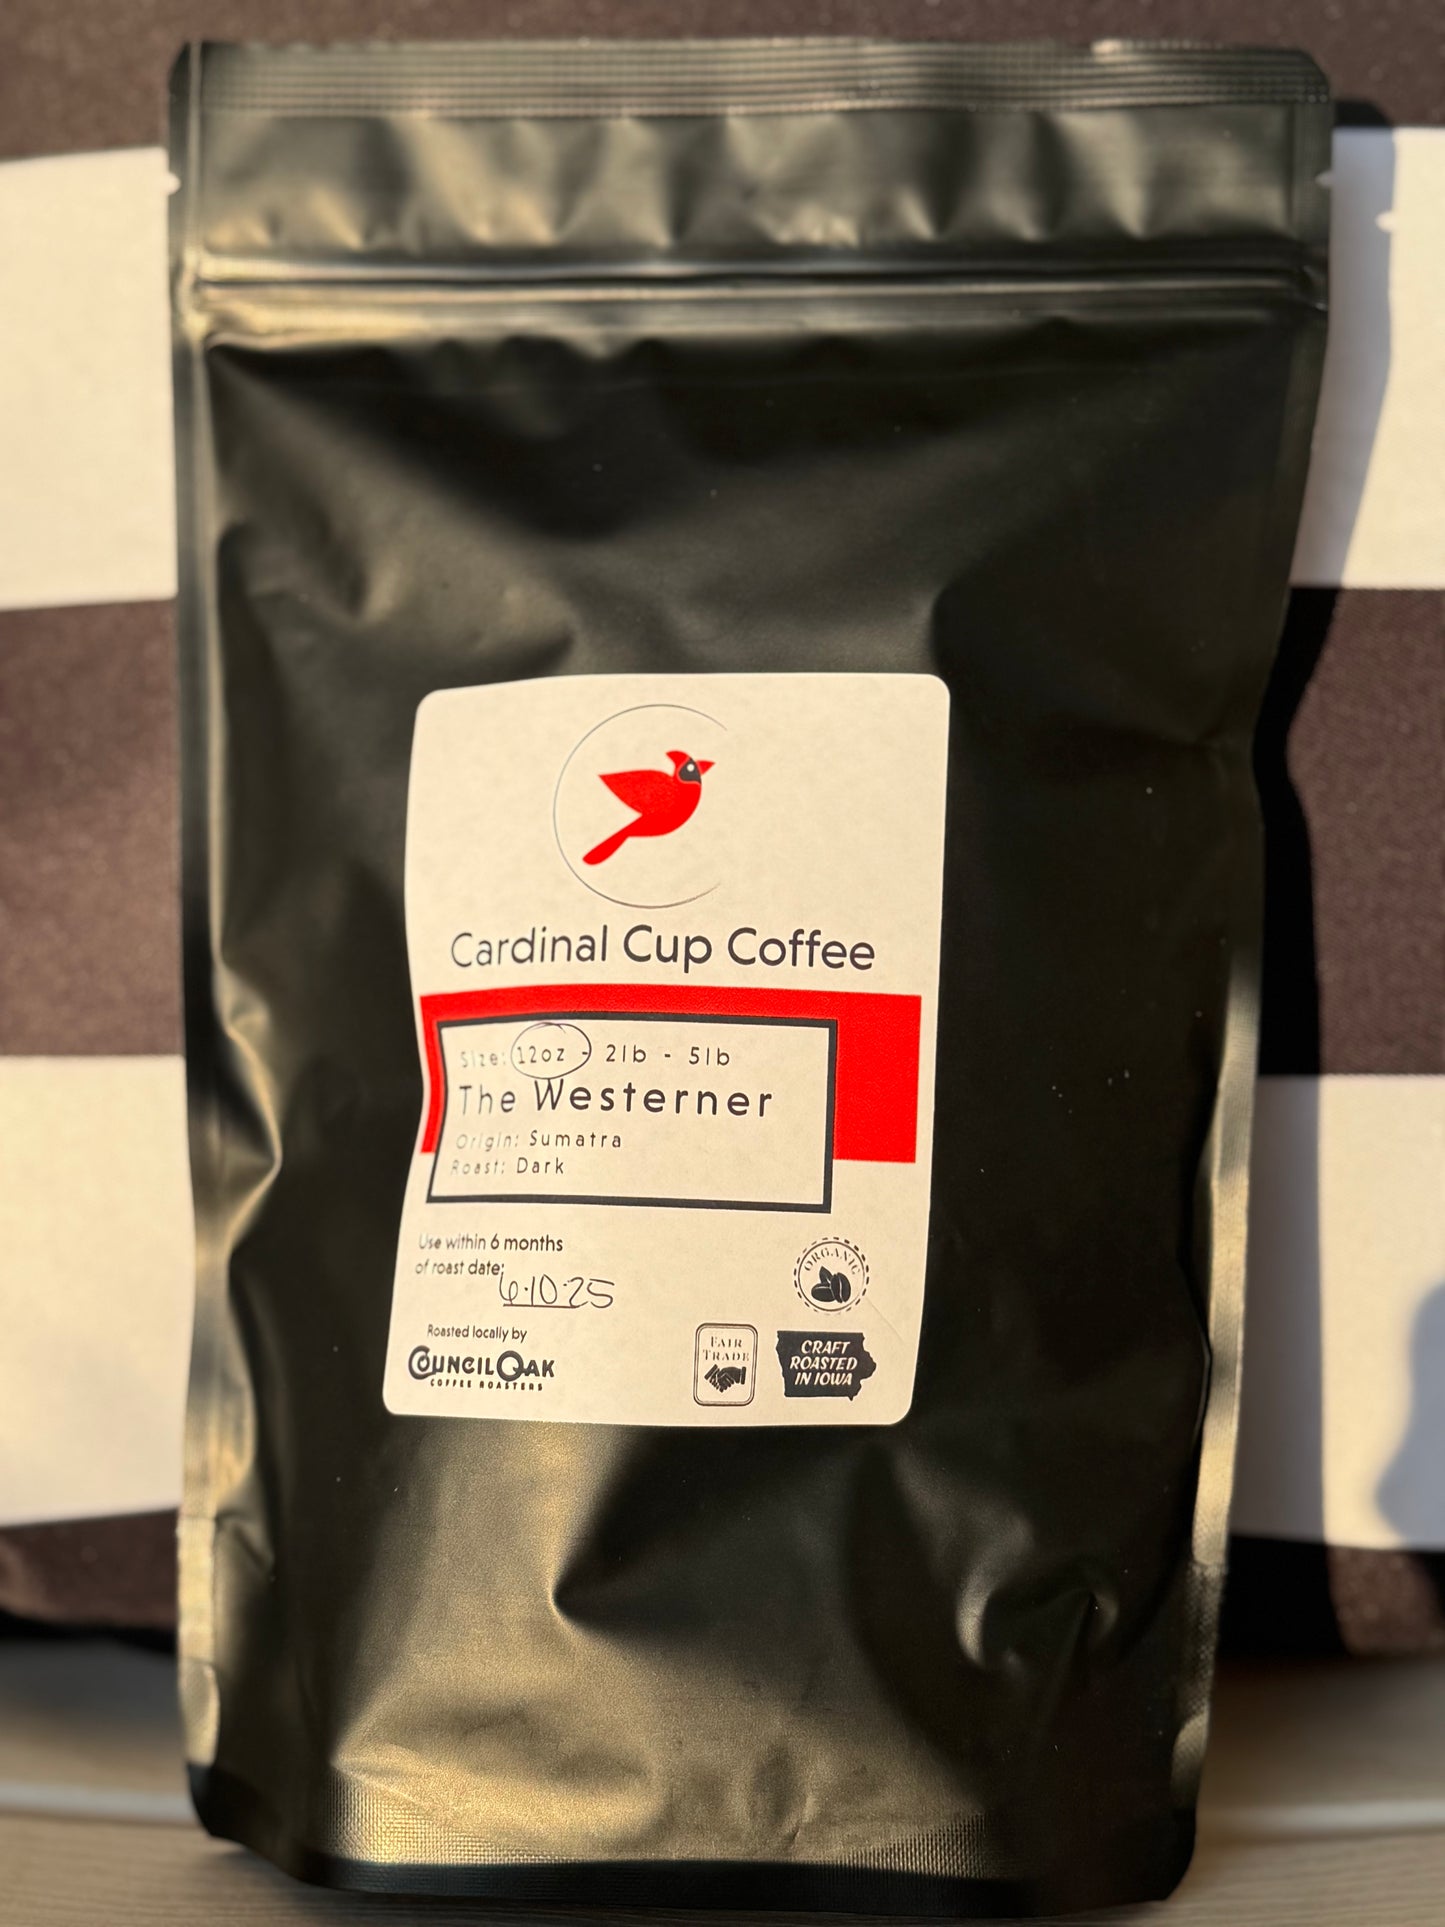 Cardinal Cup Coffee
Size: 12oz - 2lb - 5lb
The Westerner
Origin: Sumatra
Roast: Dark
Use within 6 months
of roast date:
6.10.25
ORGANIC
Roasted locally by
COUNCIL OAK
COFFEE ROASTERS
FAIR
TRADE
CRAFT
ROASTED
IN IOWA